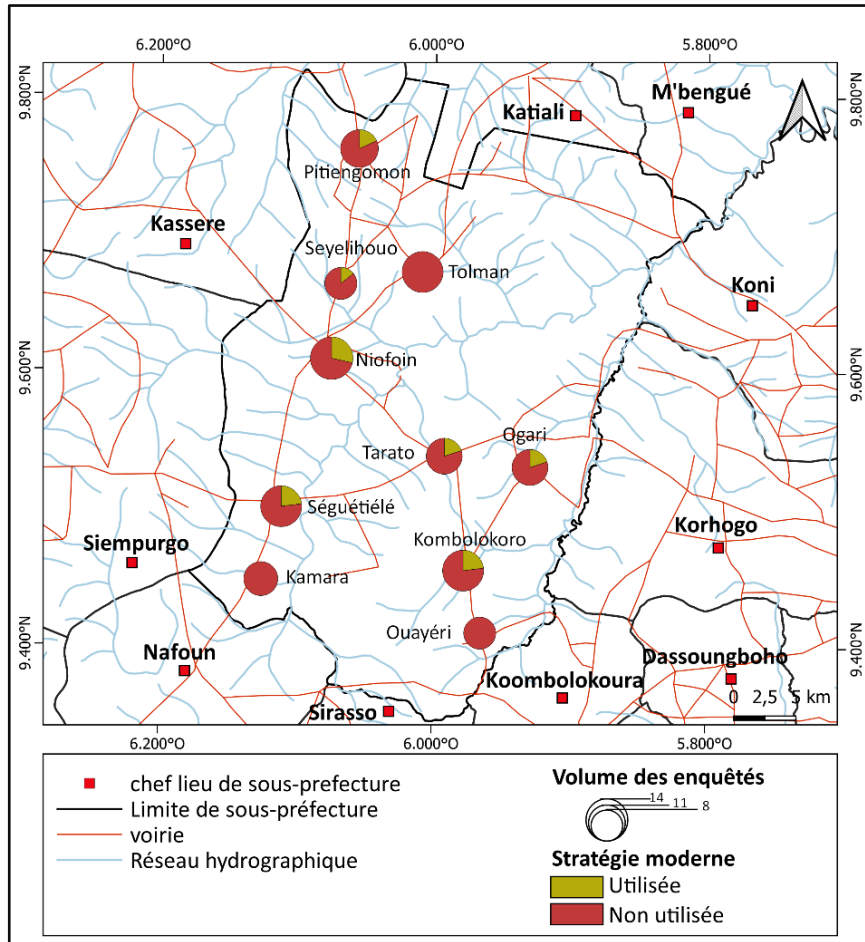 6.200°O 6.000°O 5.800°O
9.800°N 9.800°N
M'bengué
Katiali
Pitiengomon
Kassere
Seyelihouo
Tolman
Koni
Niofoin
9.600°N 9.600°N
Ogari
Tarato
Séguétiélé
Kombolokoro
Korhogo
Siempurgo
Kamara
Ouayéri
9.400°N 9.400°N
Nafoun
Dassoungboho
Koombolokoura
Sirasso
0 2,5 5 km
6.200°O 6.000°O 5.800°O
chef lieu de sous-prefecture
Limite de sous-préfecture
voirie
Réseau hydrographique
Volume des enquêtés
14 11 8
Stratégie moderne
Utilisée
Non utilisée